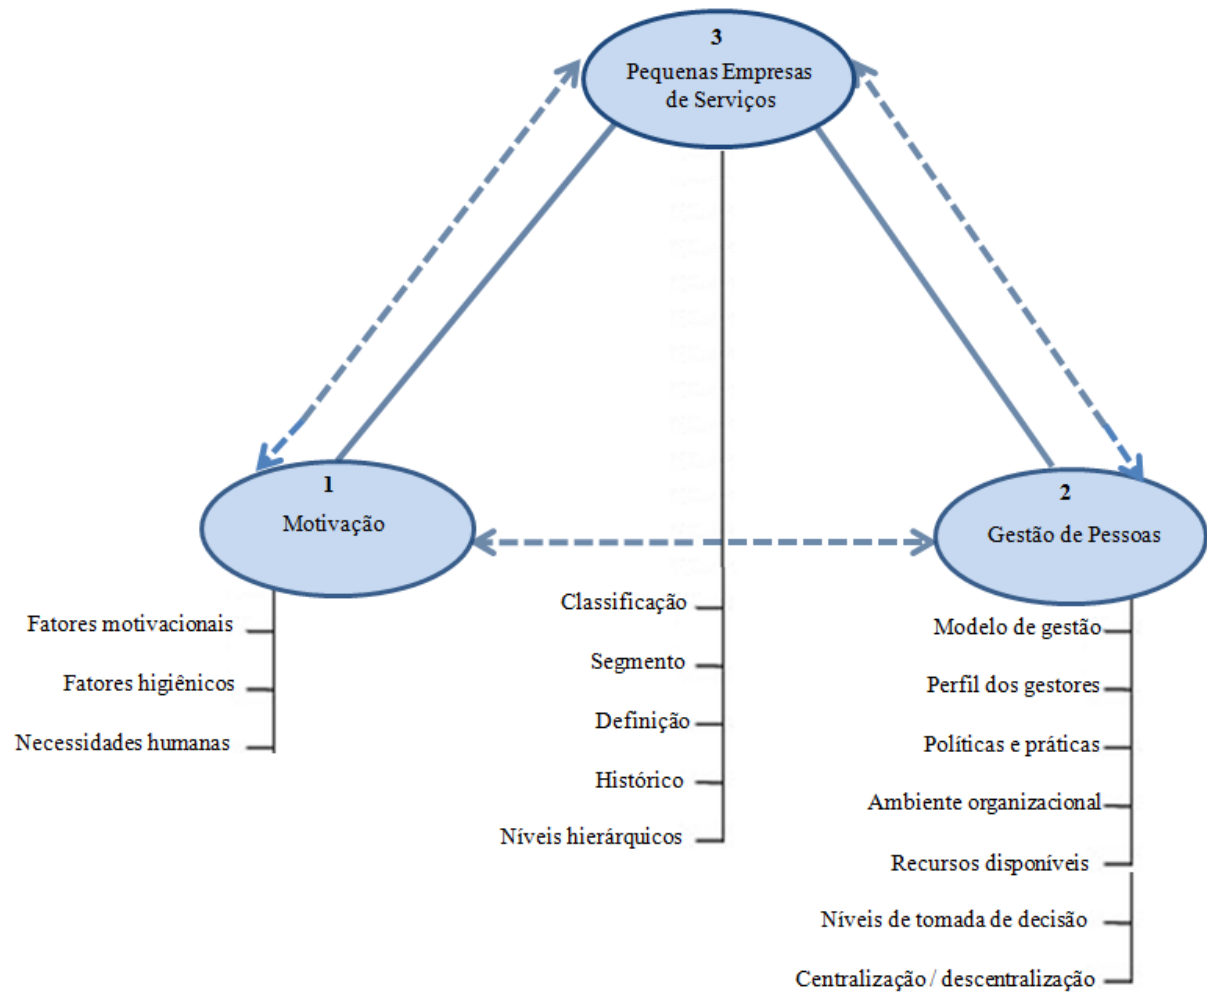 3
Pequenas Empresas
de Serviços
1
Motivação
Fatores motivacionais
Fatores higiênicos
Necessidades humanas
Classificação
Segmento
Definição
Histórico
Níveis hierárquicos
2
Gestão de Pessoas
Modelo de gestão
Perfil dos gestores
Políticas e práticas
Ambiente organizacional
Recursos disponíveis
Níveis de tomada de decisão
Centralização / descentralização